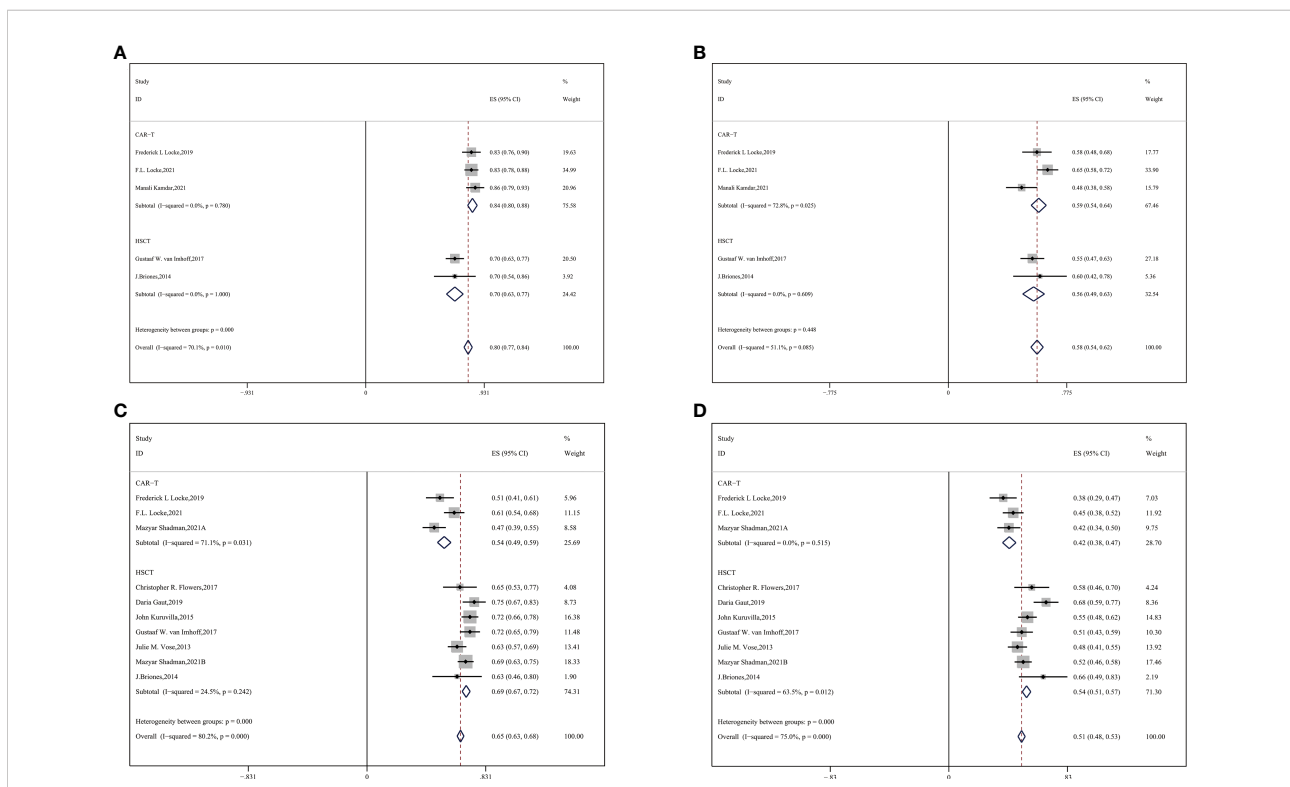 A
Study %
ID ES (95% CI) Weight
CAR−T
Frederick L Locke,2019 0.83 (0.76, 0.90) 19.63
F.L. Locke,2021 0.83 (0.78, 0.88) 34.99
Manali Kamdar,2021 0.86 (0.79, 0.93) 20.96
Subtotal (I−squared = 0.0%, p = 0.780) 0.84 (0.80, 0.88) 75.58
HSCT
Gustaaf W. van Imhoff,2017 0.70 (0.63, 0.77) 20.50
J.Briones,2014 0.70 (0.54, 0.86) 3.92
Subtotal (I−squared = 0.0%, p = 1.000) 0.70 (0.63, 0.77) 24.42
Heterogeneity between groups: p = 0.000
Overall (I−squared = 70.1%, p = 0.010) 0.80 (0.77, 0.84) 100.00
−.931 0 .931
B
Study %
ID ES (95% CI) Weight
CAR−T
Frederick L Locke,2019 0.58 (0.48, 0.68) 17.77
F.L. Locke,2021 0.65 (0.58, 0.72) 33.90
Manali Kamdar,2021 0.48 (0.38, 0.58) 15.79
Subtotal (I−squared = 72.8%, p = 0.025) 0.59 (0.54, 0.64) 67.46
HSCT
Gustaaf W. van Imhoff,2017 0.55 (0.47, 0.63) 27.18
J.Briones,2014 0.60 (0.42, 0.78) 5.36
Subtotal (I−squared = 0.0%, p = 0.609) 0.56 (0.49, 0.63) 32.54
Heterogeneity between groups: p = 0.448
Overall (I−squared = 51.1%, p = 0.085) 0.58 (0.54, 0.62) 100.00
−.775 0 .775
C
Study %
ID ES (95% CI) Weight
CAR−T
Frederick L Locke,2019 0.51 (0.41, 0.61) 5.96
F.L. Locke,2021 0.61 (0.54, 0.68) 11.15
Mazyar Shadman,2021A 0.47 (0.39, 0.55) 8.58
Subtotal (I−squared = 71.1%, p = 0.031) 0.54 (0.49, 0.59) 25.69
HSCT
Christopher R. Flowers,2017 0.65 (0.53, 0.77) 4.08
Daria Gaut,2019 0.75 (0.67, 0.83) 8.73
John Kuruvilla,2015 0.72 (0.66, 0.78) 16.38
Gustaaf W. van Imhoff,2017 0.72 (0.65, 0.79) 11.48
Julie M. Vose,2013 0.63 (0.57, 0.69) 13.41
Mazyar Shadman,2021B 0.69 (0.63, 0.75) 18.33
J.Briones,2014 0.63 (0.46, 0.80) 1.90
Subtotal (I−squared = 24.5%, p = 0.242) 0.69 (0.67, 0.72) 74.31
Heterogeneity between groups: p = 0.000
Overall (I−squared = 80.2%, p = 0.000) 0.65 (0.63, 0.68) 100.00
−.831 0 .831
D
Study %
ID ES (95% CI) Weight
CAR−T
Frederick L Locke,2019 0.38 (0.29, 0.47) 7.03
F.L. Locke,2021 0.45 (0.38, 0.52) 11.92
Mazyar Shadman,2021A 0.42 (0.34, 0.50) 9.75
Subtotal (I−squared = 0.0%, p = 0.515) 0.42 (0.38, 0.47) 28.70
HSCT
Christopher R. Flowers,2017 0.58 (0.46, 0.70) 4.24
Daria Gaut,2019 0.68 (0.59, 0.77) 8.36
John Kuruvilla,2015 0.55 (0.48, 0.62) 14.83
Gustaaf W. van Imhoff,2017 0.51 (0.43, 0.59) 10.30
Julie M. Vose,2013 0.48 (0.41, 0.55) 13.92
Mazyar Shadman,2021B 0.52 (0.46, 0.58) 17.46
J.Briones,2014 0.66 (0.49, 0.83) 2.19
Subtotal (I−squared = 63.5%, p = 0.012) 0.54 (0.51, 0.57) 71.30
Heterogeneity between groups: p = 0.000
Overall (I−squared = 75.0%, p = 0.000) 0.51 (0.48, 0.53) 100.00
−.83 0 .83